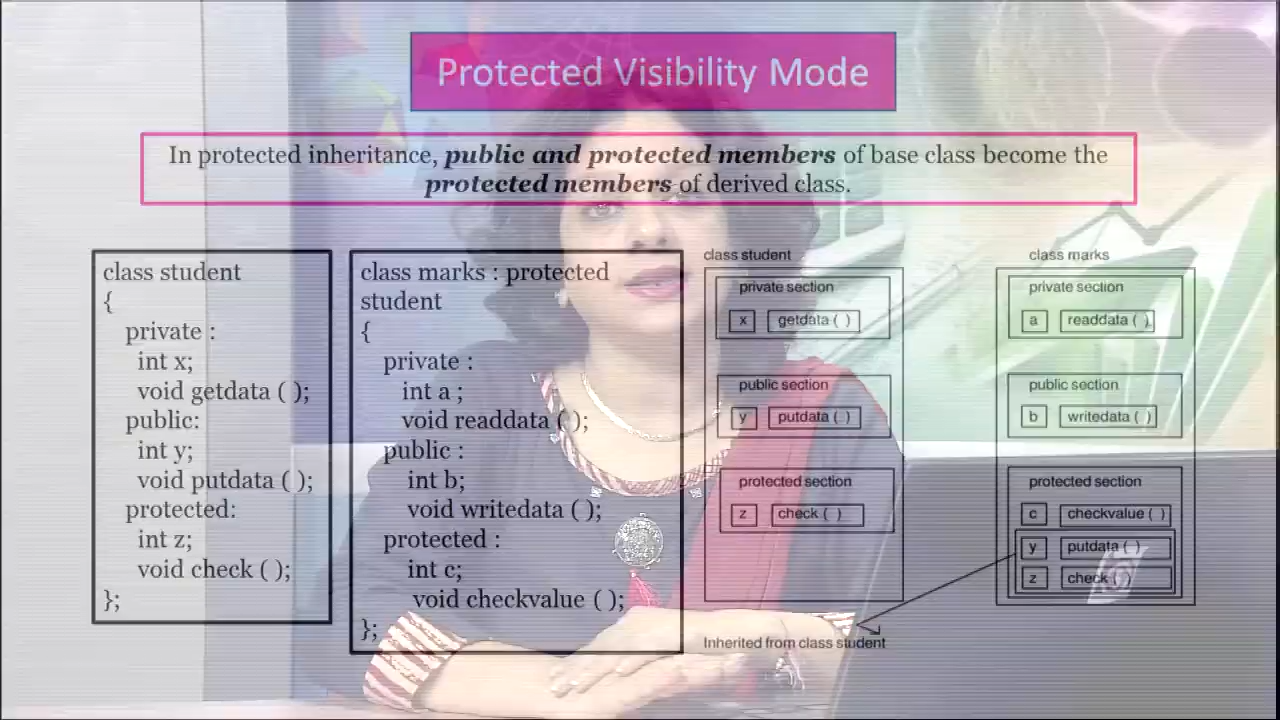 Protected Visibility Mode
In protected inheritance, public and protected members of base class become the
protected members of derived class.
class student
{
private :
int x;
void getdata ( );
public:
int y;
void putdata ( );
protected:
int z;
void check ( );
};
class marks : protected
student
{
private :
int a ;
void readdata ( );
public :
int b;
void writedata ( );
protected :
int c;
void checkvalue ( );
};
class student
private section
x getdata ( )
public section
y putdata ( )
protected section
z check ( )
class marks
private section
a readdata ( )
public section
b writedata ( )
protected section
c checkvalue ( )
y putdata ( )
z check ( )
Inherited from class student